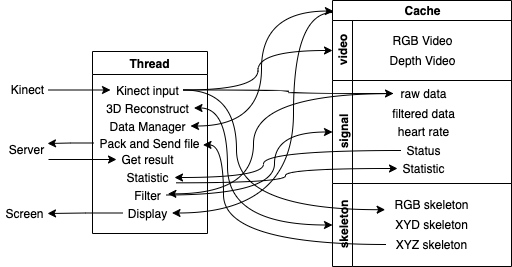 Cache
video
RGB Video
Depth Video
Thread
Kinect
Kinect input
3D Reconstruct
Data Manager
Server
Pack and Send file
Get result
Statistic
Filter
Screen
Display
signal
raw data
filtered data
heart rate
Status
Statistic
skeleton
RGB skeleton
XYD skeleton
XYZ skeleton